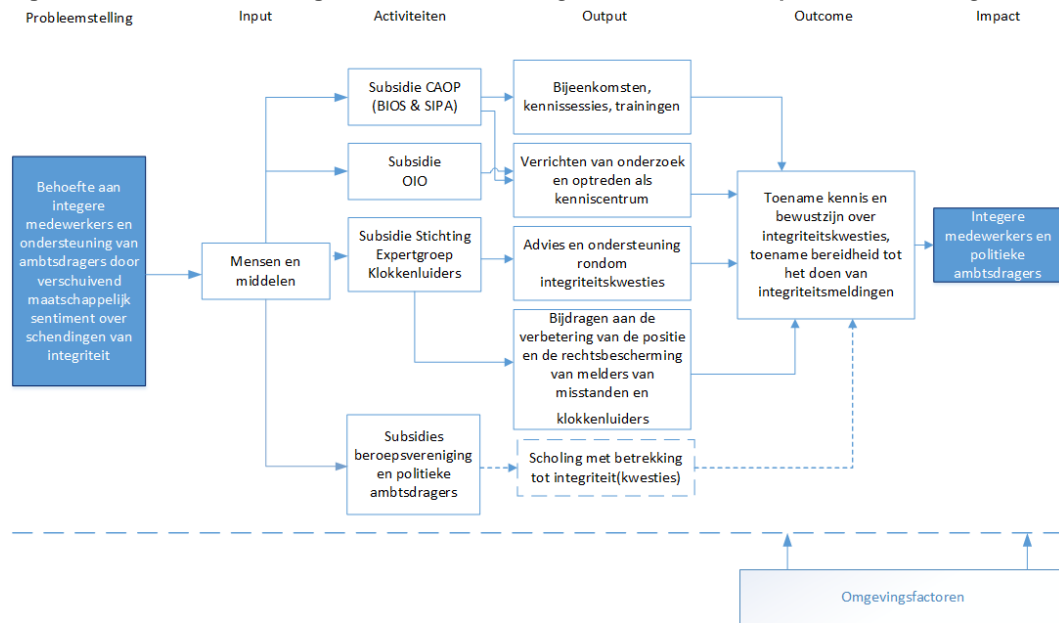 Probleemstelling
Input
Activiteiten
Output
Outcome
Impact
Subsidie CAOP
(BIOS & SIPA)
Bijeenkomsten,
kennissessies, trainingen
Behoefte aan
integere
medewerkers en
ondersteuning van
ambtsdragers door
verschuivend
maatschappelijk
sentiment over
schendingen van
integriteit
Mensen en
middelen
Subsidie
OIO
Verrichten van onderzoek
en optreden als
kenniscentrum
Subsidie Stichting
Expertgroep
Klokkenluiders
Advies en ondersteuning
rondom
integriteitskwesties
Toename kennis en
bewustzijn over
integriteitskwesties,
toename bereidheid tot
het doen van
integriteitsmeldingen
Integere
medewerkers en
politieke
ambtsdragers
Bijdragen aan de
verbetering van de positie
en de rechtsbescherming
van melders van
misstanden en
klokkenluiders
Subsidies
beroepsvereniging
en politieke
ambtsdragers
Scholing met betrekking
tot integriteit(kwesties)
Omgevingsfactoren